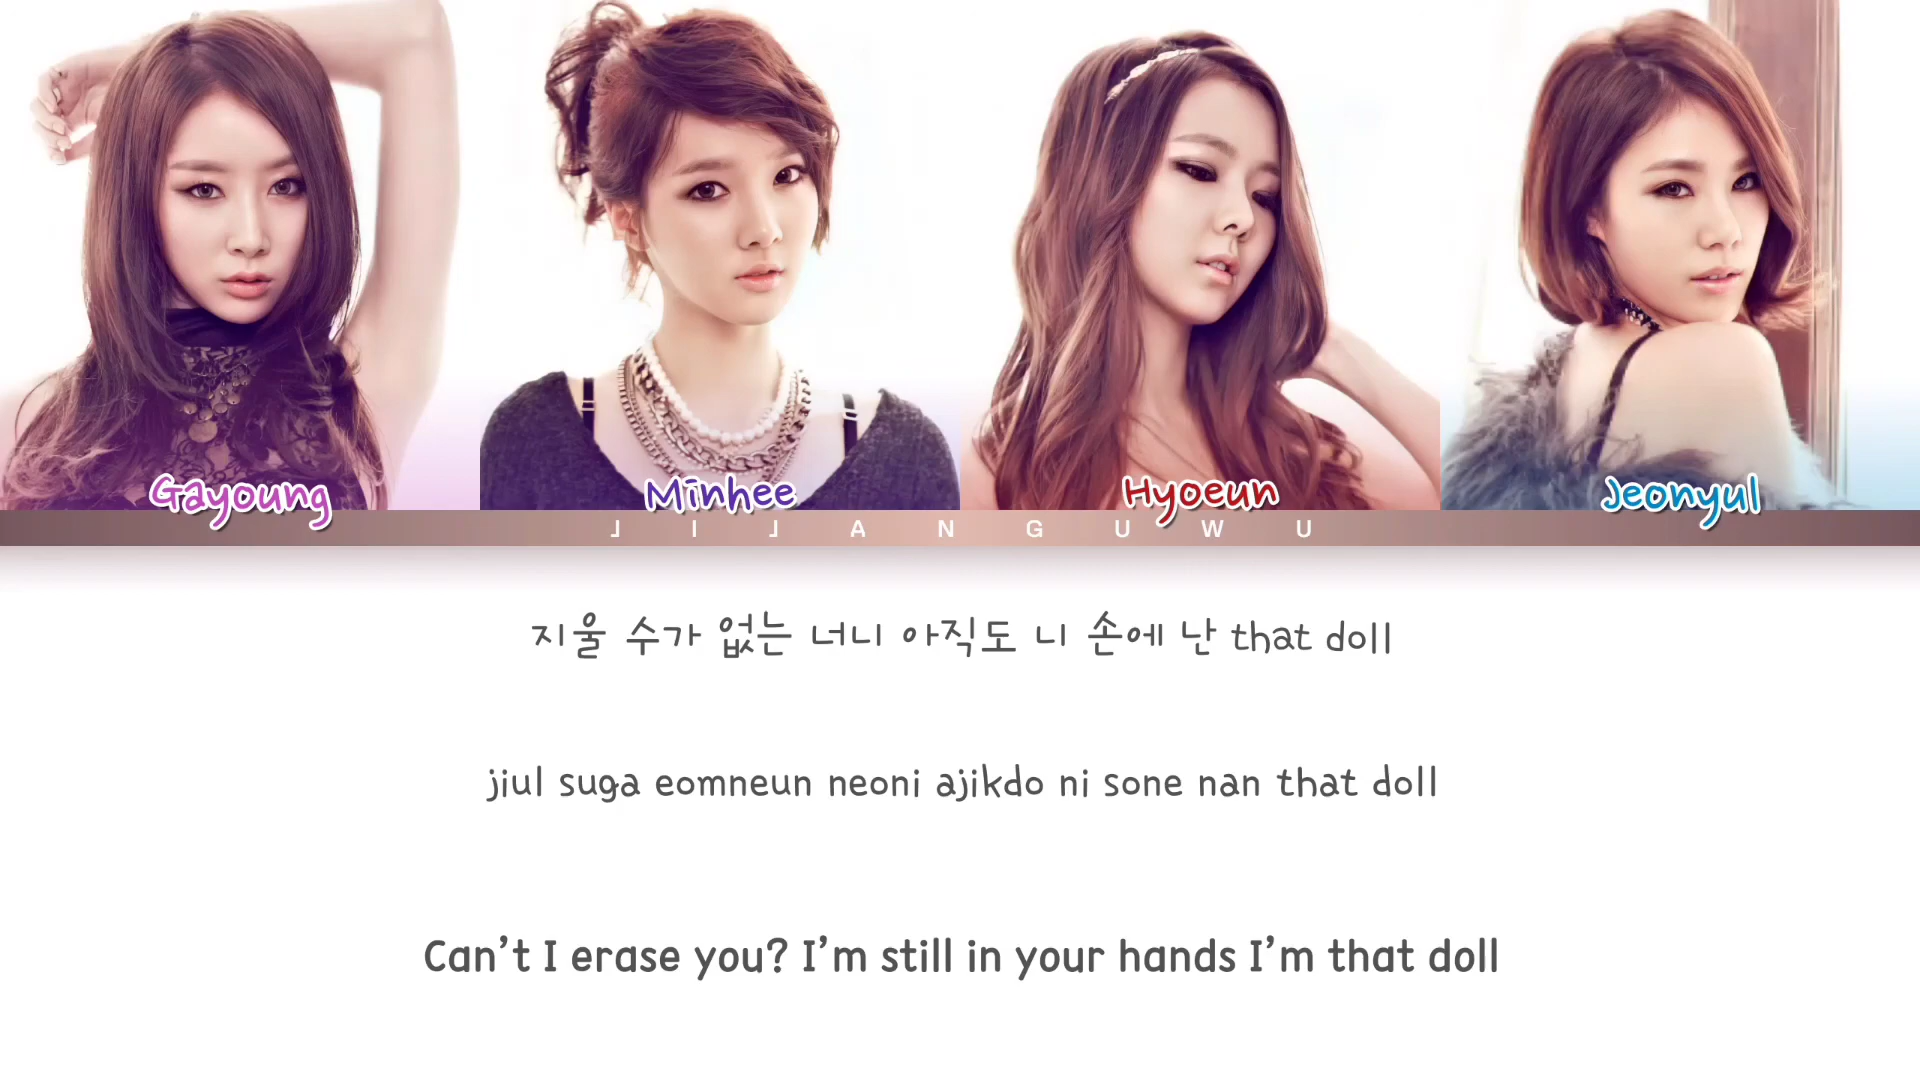 Gayoung
Minhee
Hyoeun
Jeonyul
JIJANGUWU
지울 수가 없는 너니 아직도 니 손에 난 that doll
jiul suga eomneun neoni ajikdo ni sone nan that doll
Can't I erase you? I'm still in your hands I'm that doll